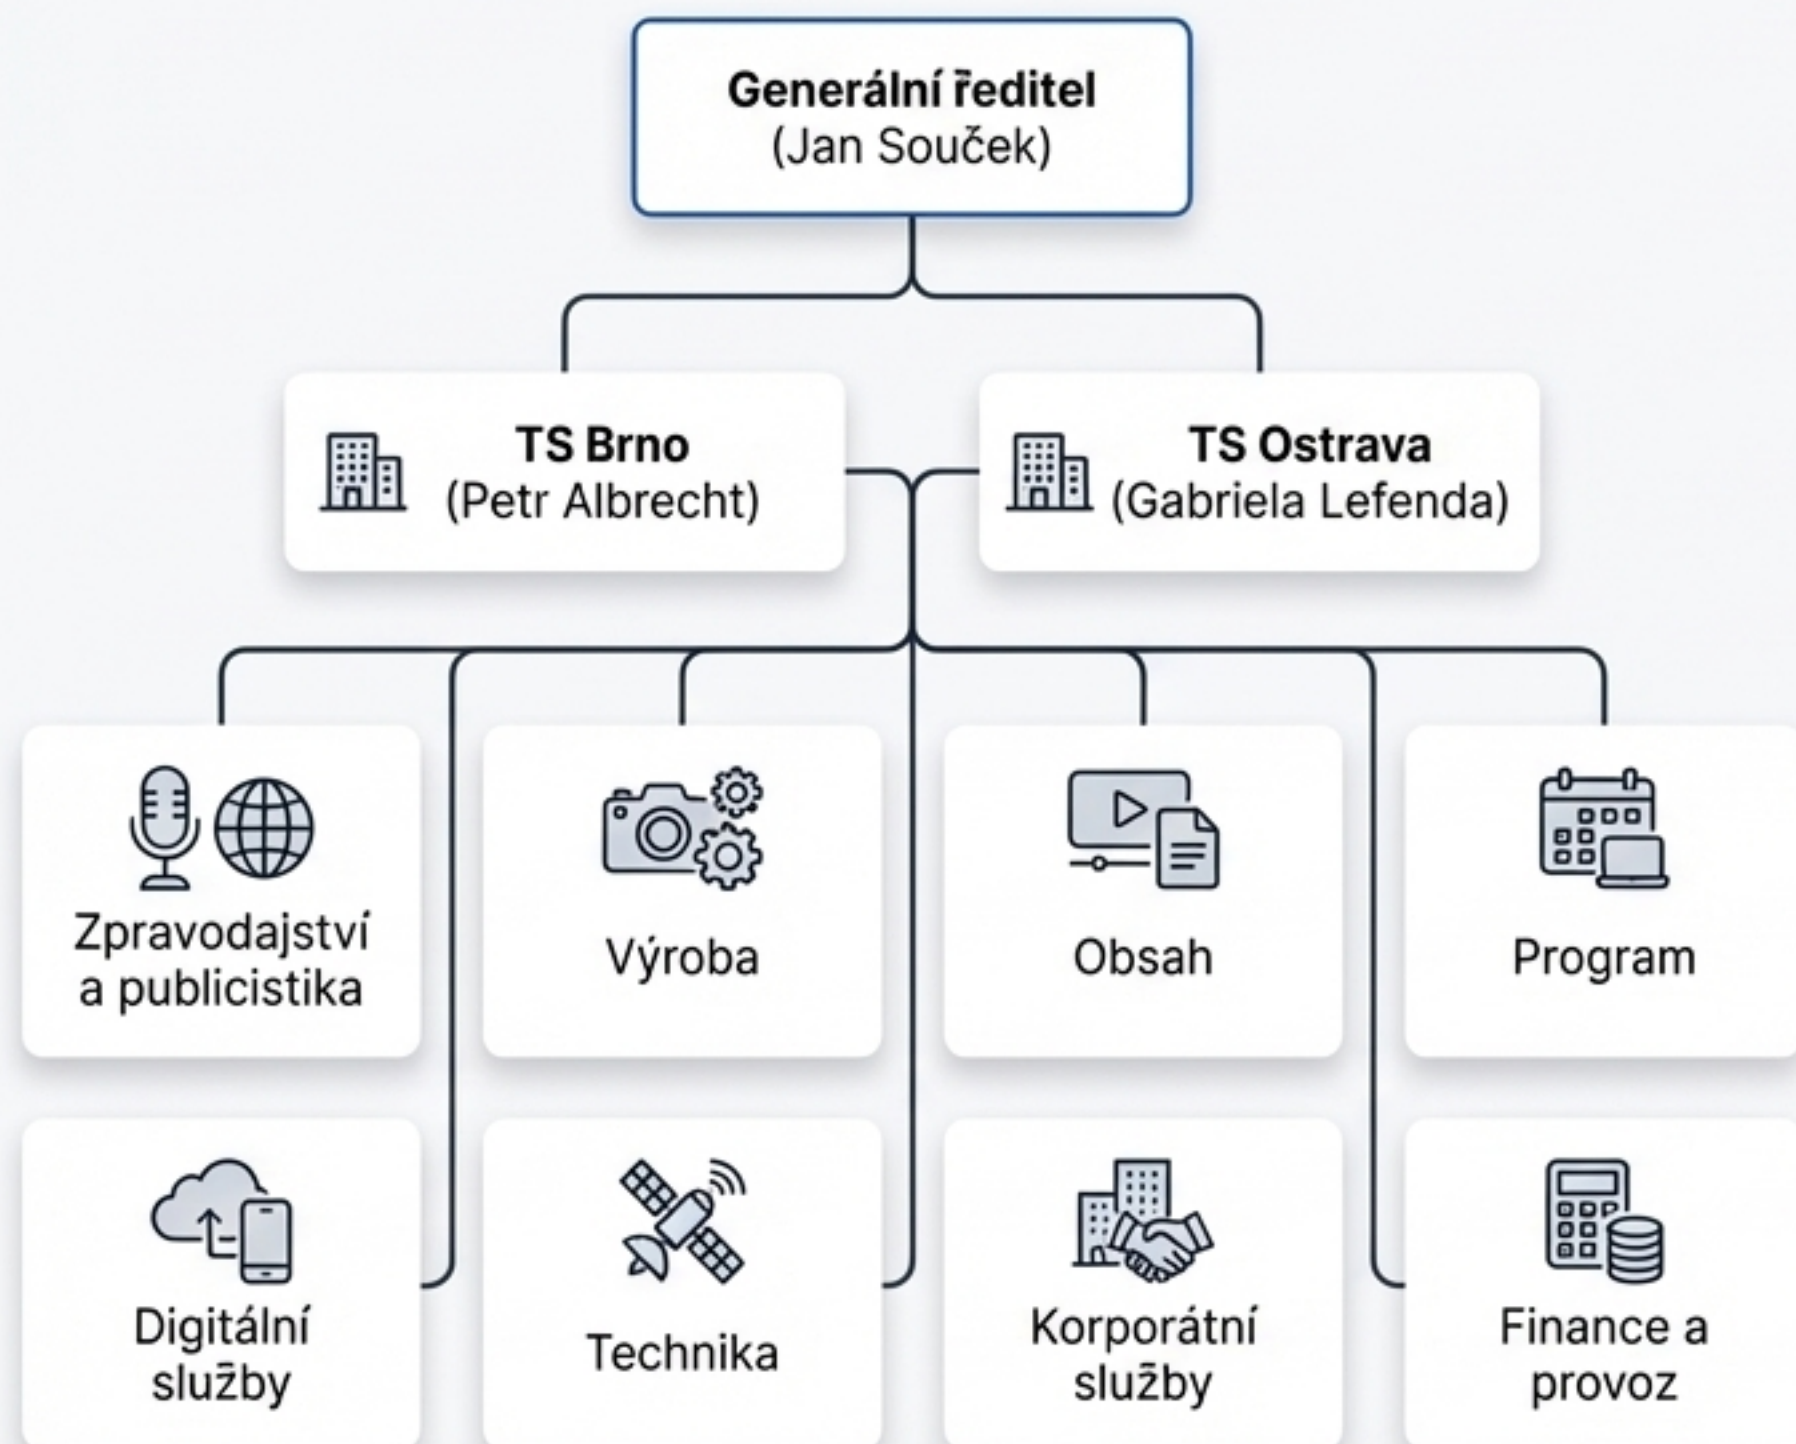 Generální ředitel
(Jan Souček)
TS Brno
(Petr Albrecht)
TS Ostrava
(Gabriela Lefenda)
Zpravodajství
a publicistika
Výroba
Obsah
Program
Digitální
služby
Technika
Korporátní
služby
Finance a
provoz